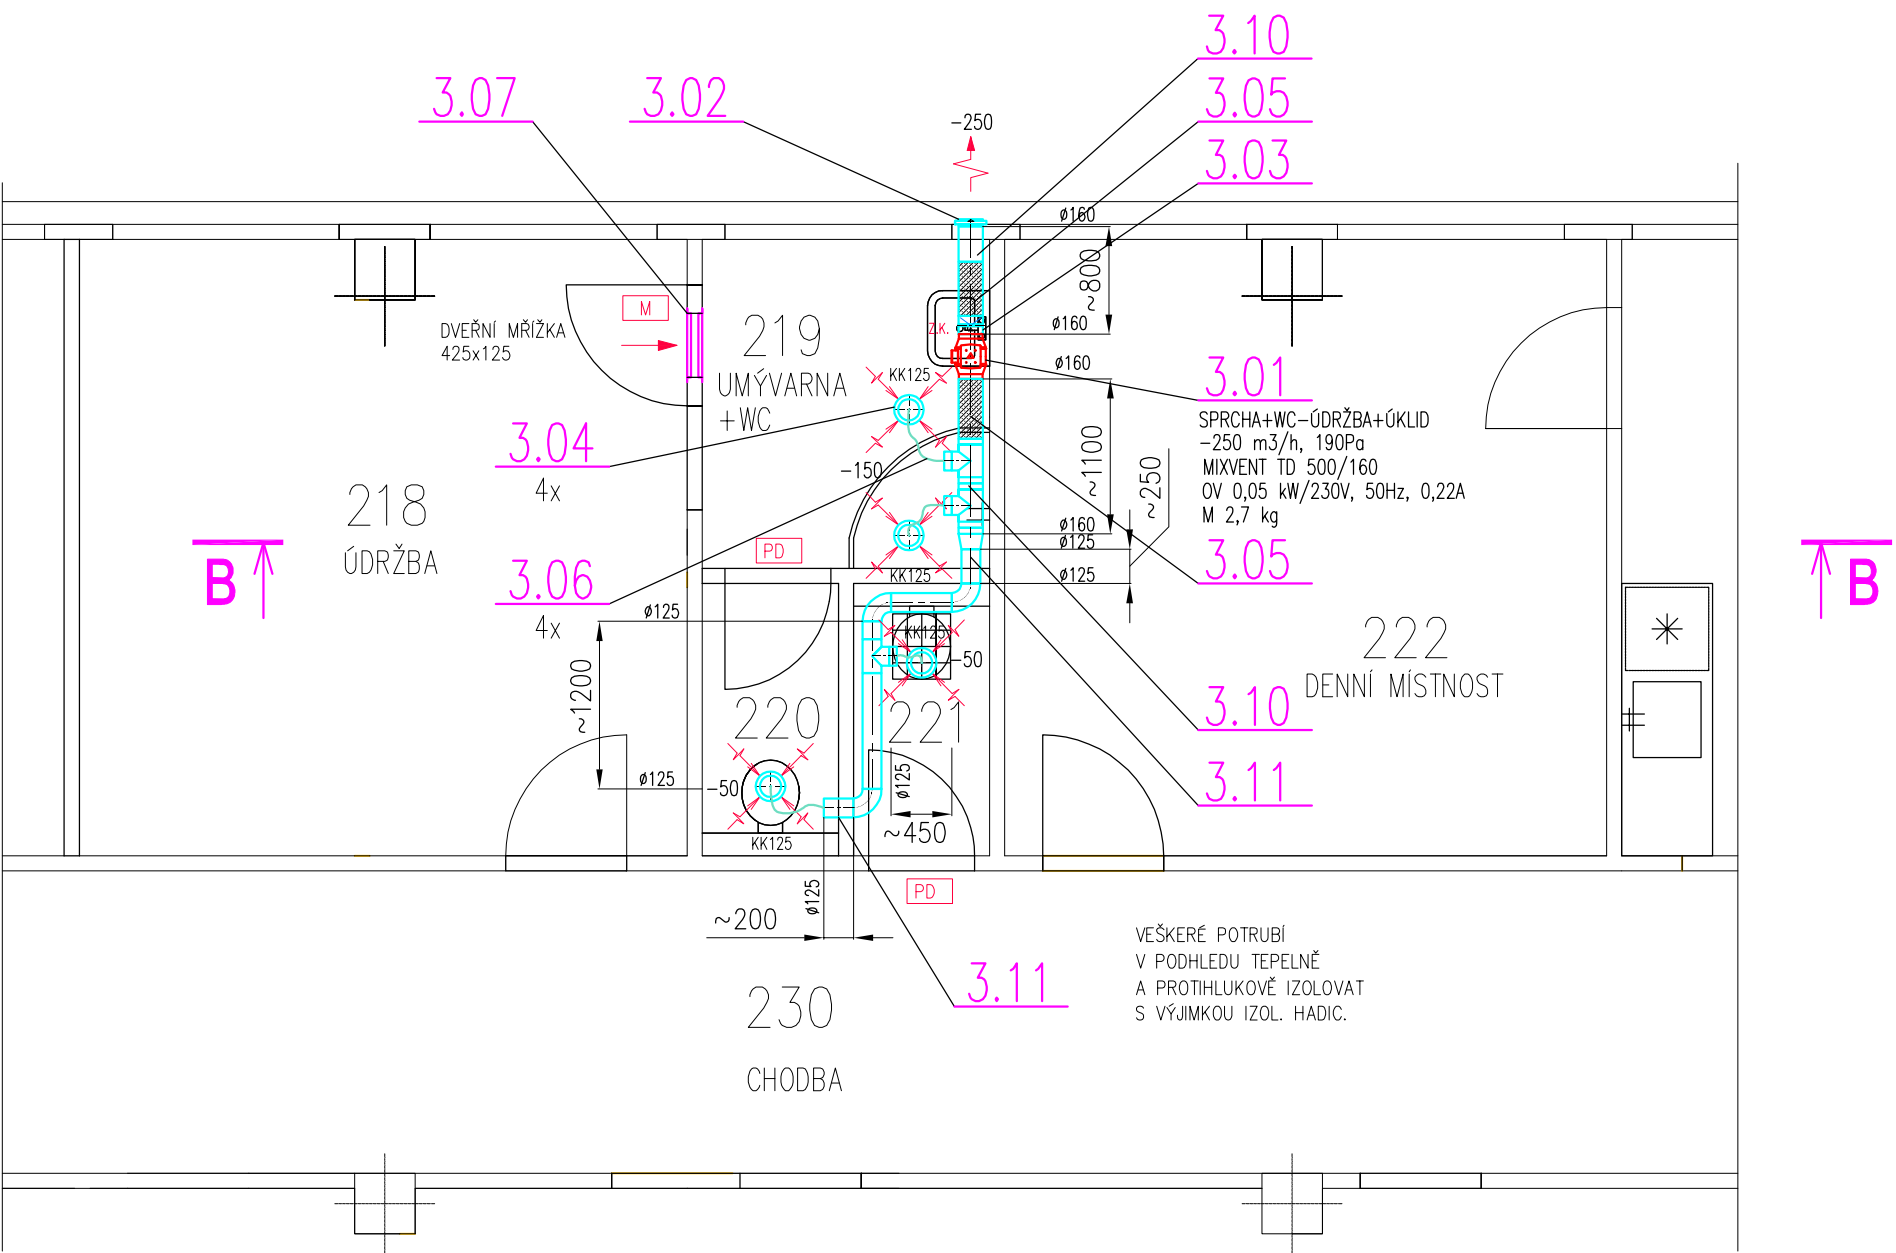 3.10
3.07
3.02
3.05
-250
3.03
ø160
~800
M
DVEŘNÍ MŘÍŽKA
425x125
219
UMÝVARNA
+WC
Z.K.
ø160
ø160
KK125
3.01
SPRCHA+WC-ÚDRŽBA+ÚKLID
-250 m3/h, 190Pa
MIXVENT TD 500/160
OV 0,05 kW/230V, 50Hz, 0,22A
M 2,7 kg
3.04
4x
-150
~1100
~250
218
ÚDRŽBA
ø160
ø125
PD
B
B
3.06
4x
KK125
ø125
3.05
ø125
KK125
-50
~1200
222
DENNÍ MÍSTNOST
220
221
3.10
ø125
-50
ø125
3.11
~450
KK125
ø125
PD
~200
VEŠKERÉ POTRUBÍ
V PODHLEDU TEPELNĚ
A PROTIHLUKOVĚ IZOLOVAT
S VÝJIMKOU IZOL. HADIC.
3.11
230
CHODBA